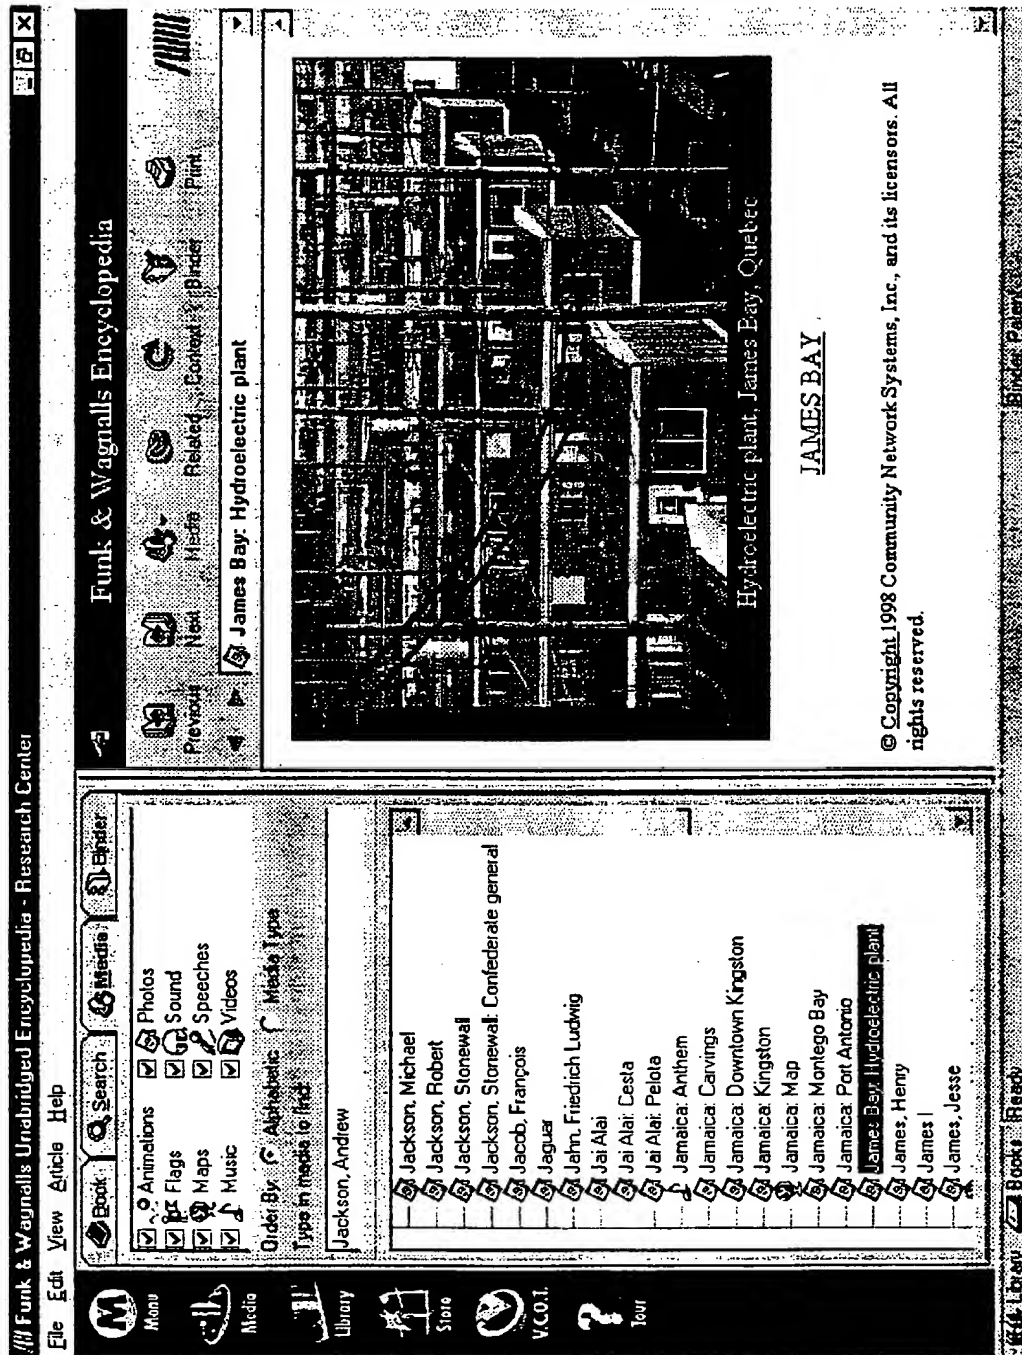 Funk & Wagnalls Unabridged Encyclopedia - Research Center
File Edit View Article Help
Menu
Media
Library
Store
V.C.O.T.
Tour
Book Search Media Binder
Animations Photos
Flags Sound
Maps Speeches
Music Videos
Order By: Alphabetic Media Type
Type in media to find:
Jackson, Andrew
Jackson, Michael
Jackson, Robert
Jackson, Stonewall
Jackson, Stonewall: Confederate general
Jacob, François
Jaguar
Jahn, Friedrich Ludwig
Jai Alai
Jai Alai: Cesta
Jai Alai: Pelota
Jamaica: Anthem
Jamaica: Carvings
Jamaica: Downtown Kingston
Jamaica: Kingston
Jamaica: Map
Jamaica: Montego Bay
Jamaica: Port Antonio
James Bay: Hydroelectric plant
James, Henry
James I
James, Jesse
Funk & Wagnalls Encyclopedia
Previous Next Media Related Context Binder Print
James Bay: Hydroelectric plant
Hydroelectric plant, James Bay, Quebec
JAMES BAY
© Copyright 1998 Community Network Systems, Inc., and its licensors. All
rights reserved.
Library Books Ready Binder Palette